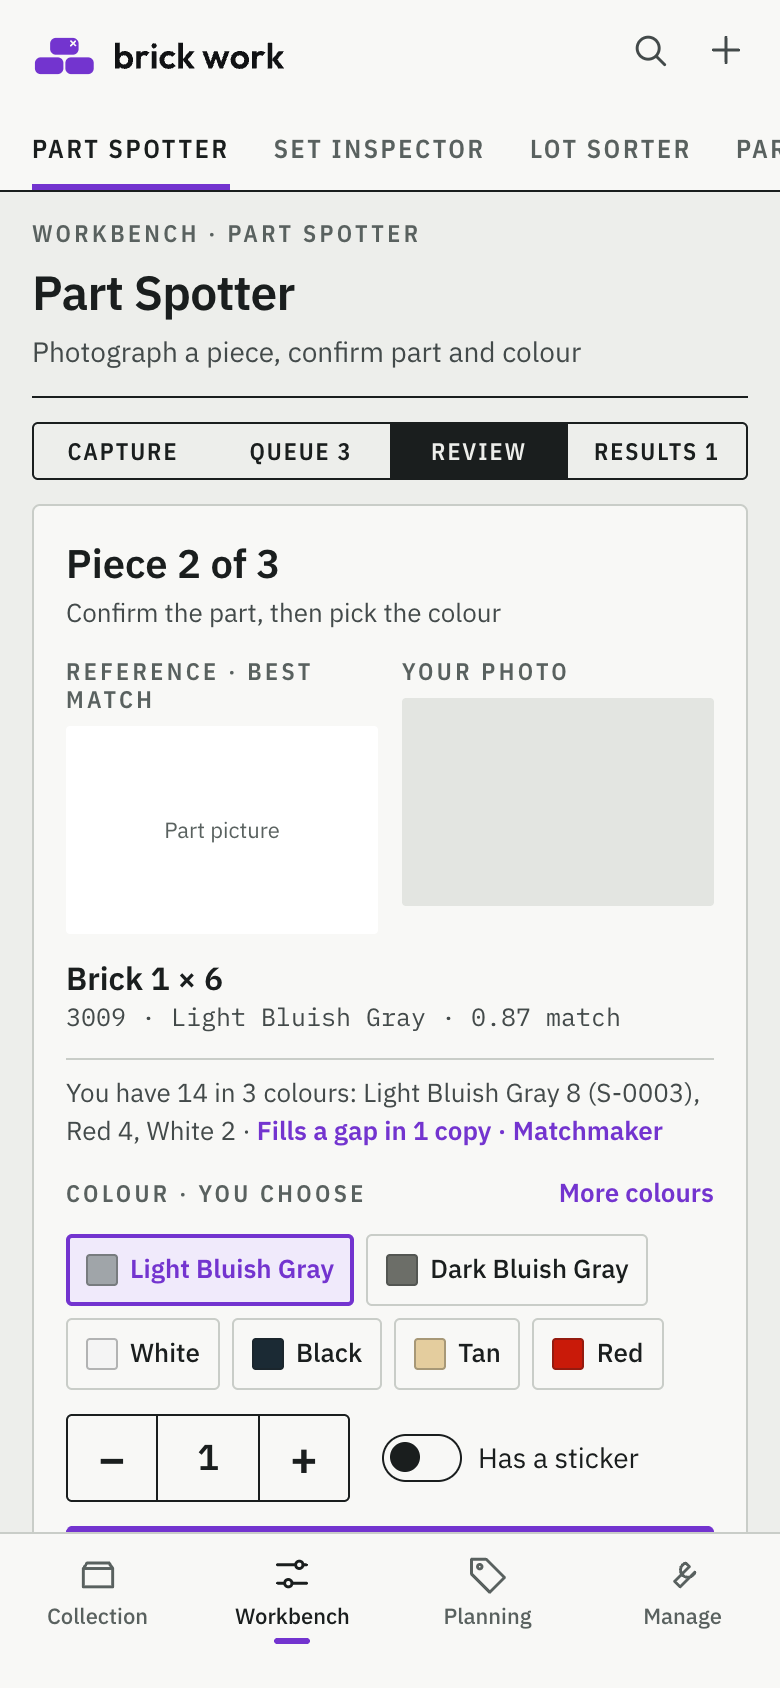 brick work
PART SPOTTER SET INSPECTOR LOT SORTER PAR
WORKBENCH · PART SPOTTER
Part Spotter
Photograph a piece, confirm part and colour
CAPTURE QUEUE 3 REVIEW RESULTS 1
Piece 2 of 3
Confirm the part, then pick the colour
REFERENCE · BEST
MATCH
YOUR PHOTO
Part picture
Brick 1 × 6
3009 · Light Bluish Gray · 0.87 match
You have 14 in 3 colours: Light Bluish Gray 8 (S-0003),
Red 4, White 2 · Fills a gap in 1 copy · Matchmaker
COLOUR · YOU CHOOSE More colours
Light Bluish Gray Dark Bluish Gray
White Black Tan Red
− 1 + Has a sticker
Collection Workbench Planning Manage